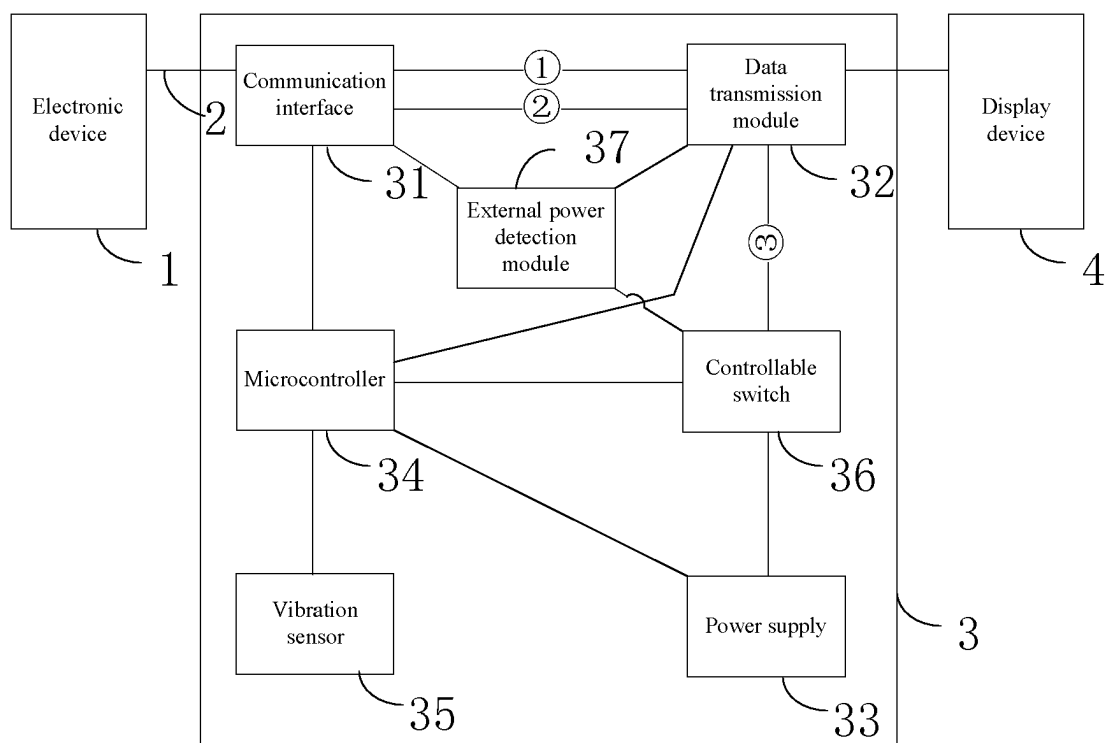 Electronic
device
1
2
Communication
interface
31
①
②
Data
transmission
module
32
Display
device
4
37
External power
detection
module
③
Microcontroller
34
Controllable
switch
36
Vibration
sensor
35
Power supply
33
3